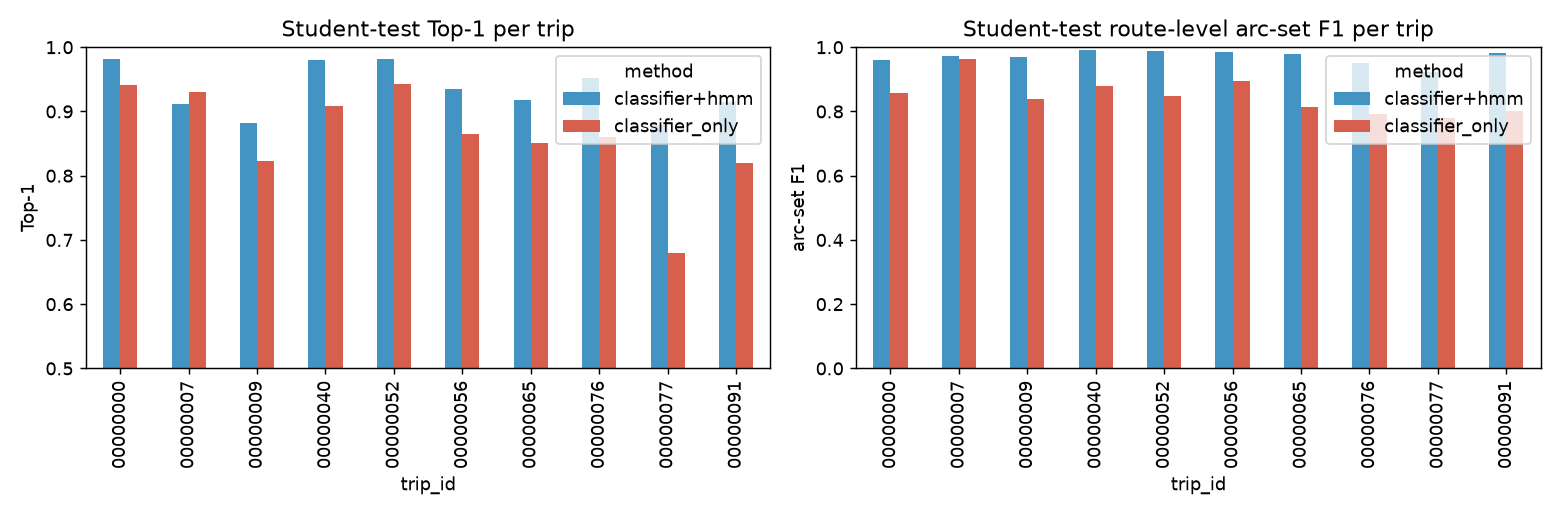 Student-test Top-1 per trip
Top-1
1.0
0.9
0.8
0.7
0.6
0.5
method
classifier+hmm
classifier_only
00000000
00000007
00000009
00000040
00000052
00000056
00000065
00000076
00000077
00000091
trip_id
Student-test route-level arc-set F1 per trip
arc-set F1
1.0
0.8
0.6
0.4
0.2
0.0
method
classifier+hmm
classifier_only
00000000
00000007
00000009
00000040
00000052
00000056
00000065
00000076
00000077
00000091
trip_id